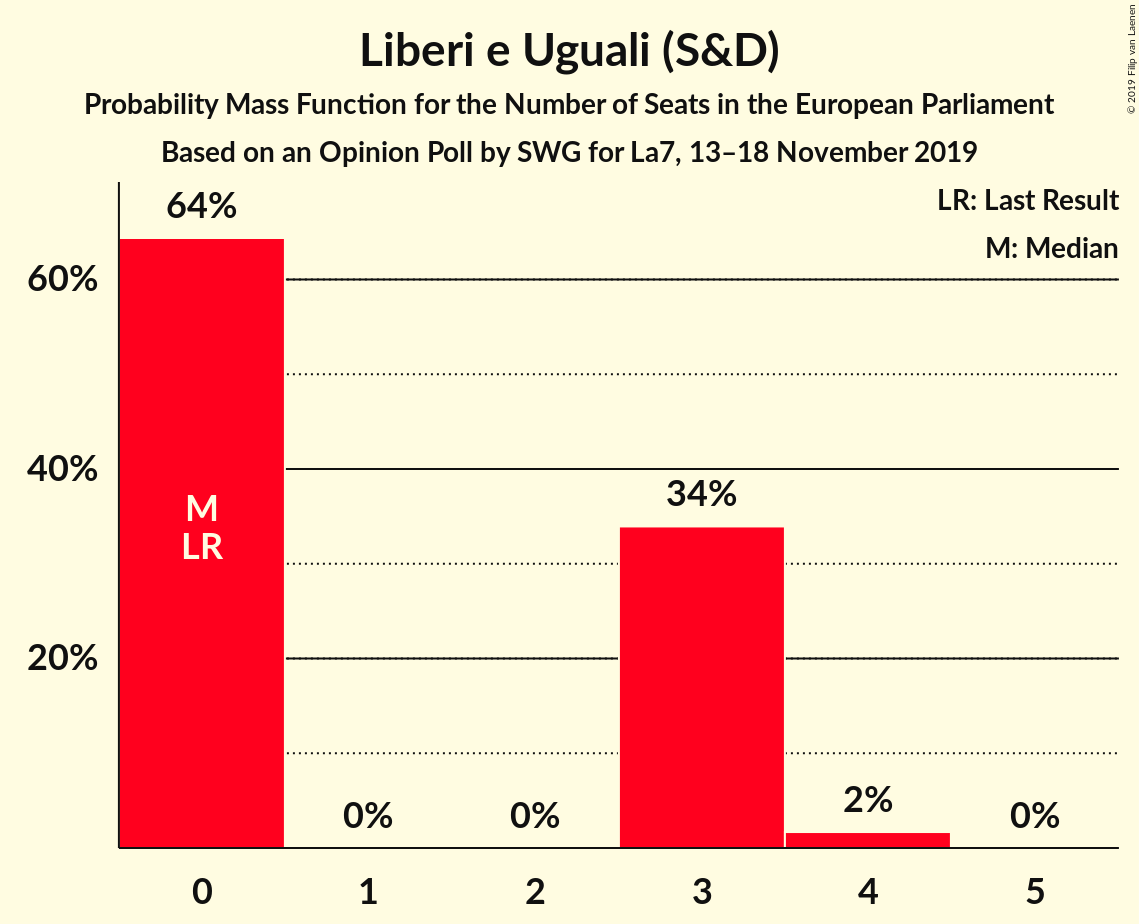 Liberi e Uguali (S&D)
Probability Mass Function for the Number of Seats in the European Parliament
Based on an Opinion Poll by SWG for La7, 13–18 November 2019
© 2019 Filip van Laenen
LR: Last Result
M: Median
64%
60%
40%
34%
M
LR
20%
0%
0%
2%
0%
0
1
2
3
4
5